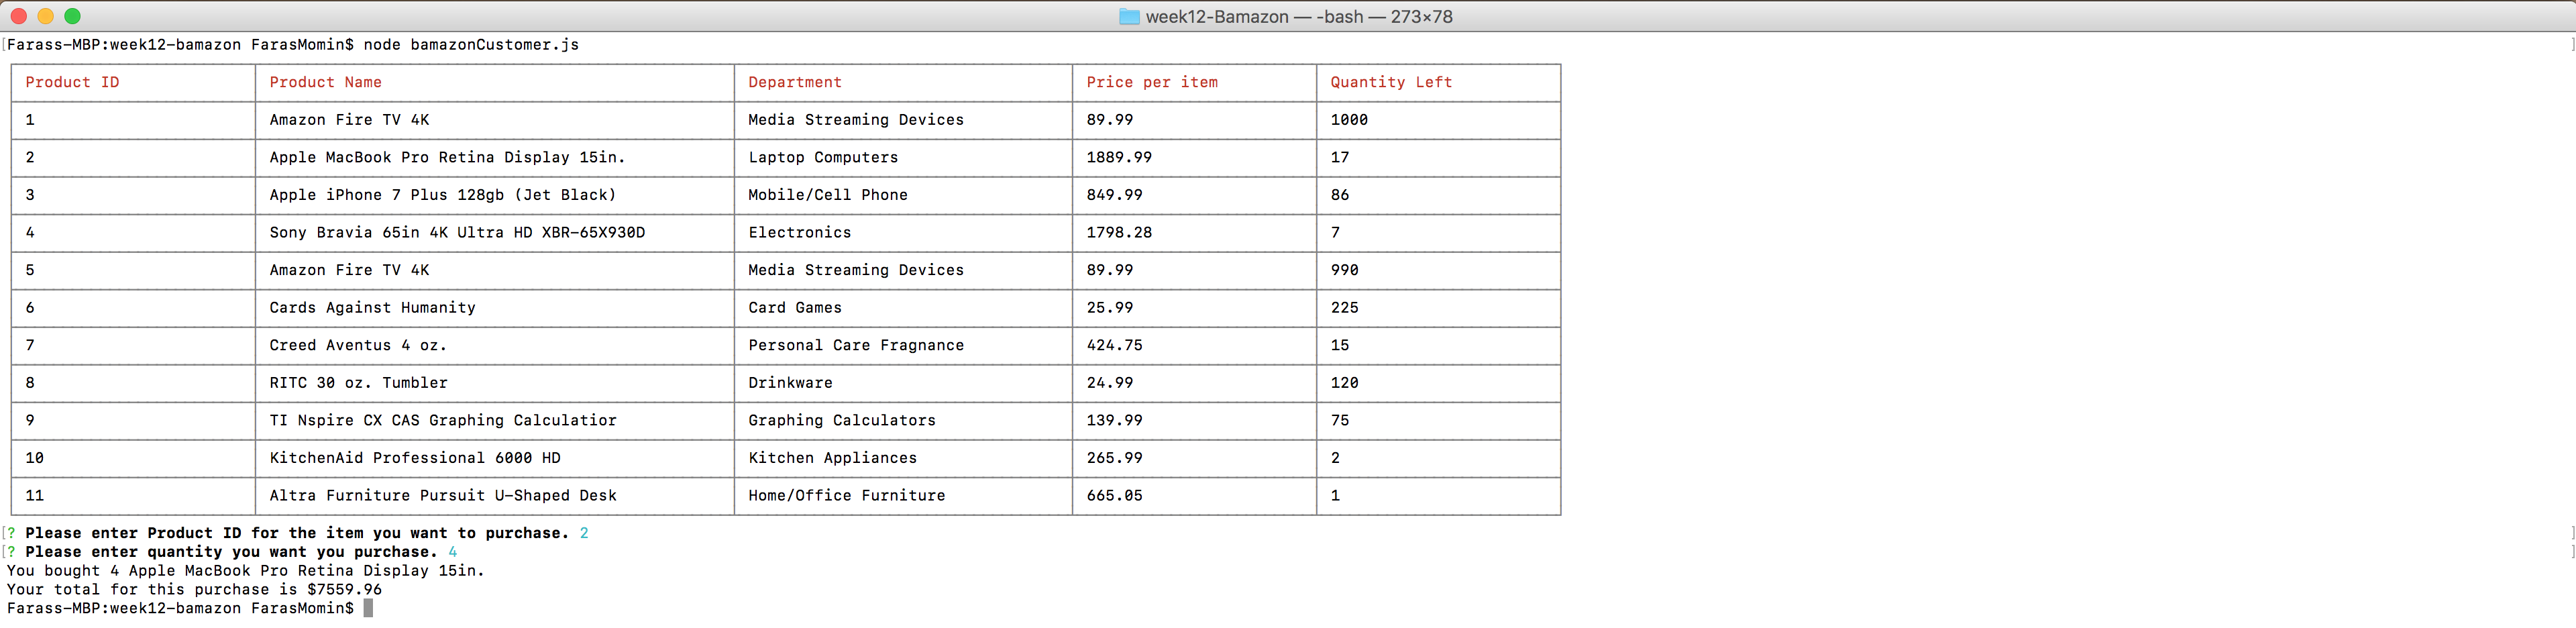 week12-Bamazon — -bash — 273×78
Farass-MBP:week12-bamazon FarasMomin$ node bamazonCustomer.js
Product ID Product Name Department Price per item Quantity Left
1 Amazon Fire TV 4K Media Streaming Devices 89.99 1000
2 Apple MacBook Pro Retina Display 15in. Laptop Computers 1889.99 17
3 Apple iPhone 7 Plus 128gb (Jet Black) Mobile/Cell Phone 849.99 86
4 Sony Bravia 65in 4K Ultra HD XBR-65X930D Electronics 1798.28 7
5 Amazon Fire TV 4K Media Streaming Devices 89.99 990
6 Cards Against Humanity Card Games 25.99 225
7 Creed Aventus 4 oz. Personal Care Fragnance 424.75 15
8 RITC 30 oz. Tumbler Drinkware 24.99 120
9 TI Nspire CX CAS Graphing Calculatior Graphing Calculators 139.99 75
10 KitchenAid Professional 6000 HD Kitchen Appliances 265.99 2
11 Altra Furniture Pursuit U-Shaped Desk Home/Office Furniture 665.05 1
? Please enter Product ID for the item you want to purchase. 2
? Please enter quantity you want you purchase. 4
You bought 4 Apple MacBook Pro Retina Display 15in.
Your total for this purchase is $7559.96
Farass-MBP:week12-bamazon FarasMomin$